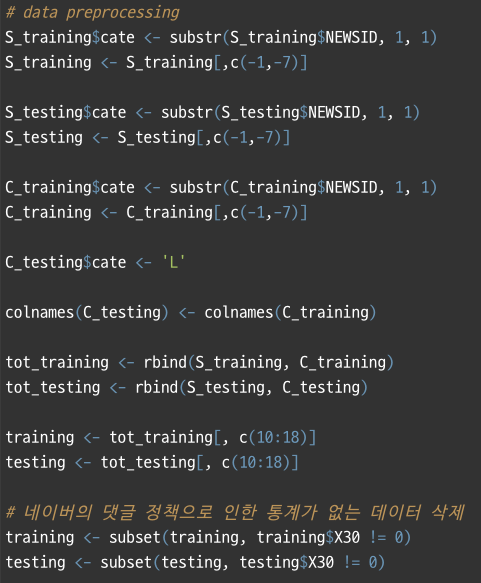 # data preprocessing
S_training$cate <- substr(S_training$NEWSID, 1, 1)
S_training <- S_training[,c(-1,-7)]
S_testing$cate <- substr(S_testing$NEWSID, 1, 1)
S_testing <- S_testing[,c(-1,-7)]
C_training$cate <- substr(C_training$NEWSID, 1, 1)
C_training <- C_training[,c(-1,-7)]
C_testing$cate <- 'L'
colnames(C_testing) <- colnames(C_training)
tot_training <- rbind(S_training, C_training)
tot_testing <- rbind(S_testing, C_testing)
training <- tot_training[, c(10:18)]
testing <- tot_testing[, c(10:18)]
# 네이버의 댓글 정책으로 인한 통계가 없는 데이터 삭제
training <- subset(training, training$X30 != 0)
testing <- subset(testing, testing$X30 != 0)